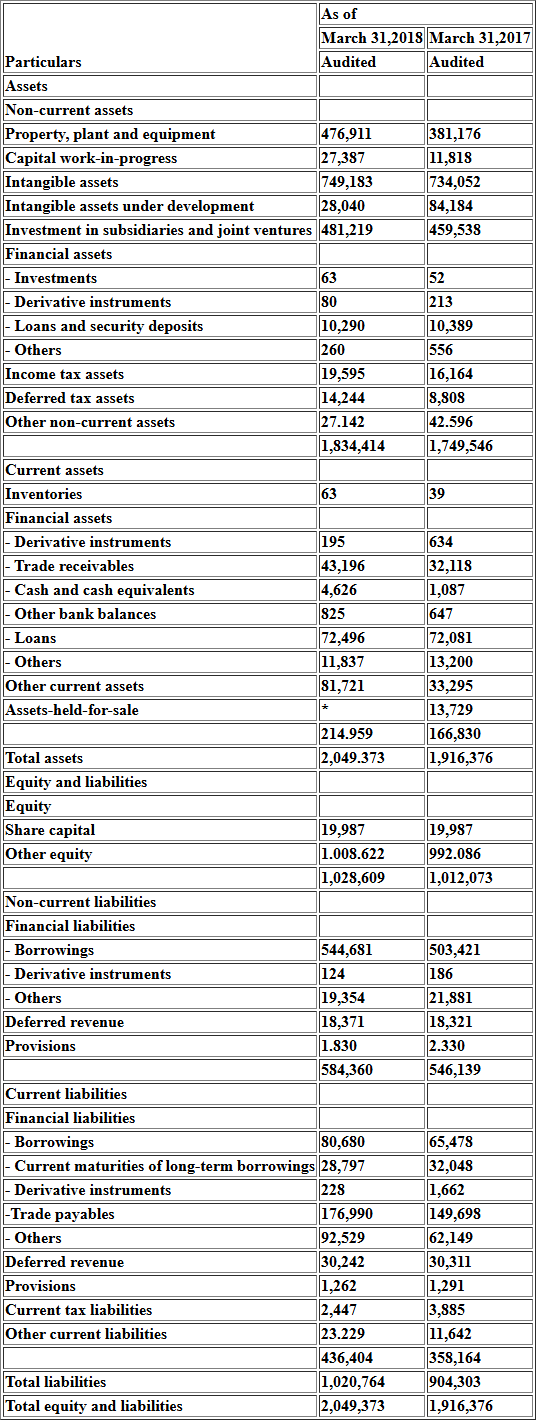 As of
March 31,2018 March 31,2017
Particulars Audited Audited
Assets
Non-current assets
Property, plant and equipment 476,911 381,176
Capital work-in-progress 27,387 11,818
Intangible assets 749,183 734,052
Intangible assets under development 28,040 84,184
Investment in subsidiaries and joint ventures 481,219 459,538
Financial assets
- Investments 63 52
- Derivative instruments 80 213
- Loans and security deposits 10,290 10,389
- Others 260 556
Income tax assets 19,595 16,164
Deferred tax assets 14,244 8,808
Other non-current assets 27.142 42.596
1,834,414 1,749,546
Current assets
Inventories 63 39
Financial assets
- Derivative instruments 195 634
- Trade receivables 43,196 32,118
- Cash and cash equivalents 4,626 1,087
- Other bank balances 825 647
- Loans 72,496 72,081
- Others 11,837 13,200
Other current assets 81,721 33,295
Assets-held-for-sale * 13,729
214.959 166,830
Total assets 2,049.373 1,916,376
Equity and liabilities
Equity
Share capital 19,987 19,987
Other equity 1.008.622 992.086
1,028,609 1,012,073
Non-current liabilities
Financial liabilities
- Borrowings 544,681 503,421
- Derivative instruments 124 186
- Others 19,354 21,881
Deferred revenue 18,371 18,321
Provisions 1.830 2.330
584,360 546,139
Current liabilities
Financial liabilities
- Borrowings 80,680 65,478
- Current maturities of long-term borrowings 28,797 32,048
- Derivative instruments 228 1,662
-Trade payables 176,990 149,698
- Others 92,529 62,149
Deferred revenue 30,242 30,311
Provisions 1,262 1,291
Current tax liabilities 2,447 3,885
Other current liabilities 23.229 11,642
436,404 358,164
Total liabilities 1,020,764 904,303
Total equity and liabilities 2,049,373 1,916,376